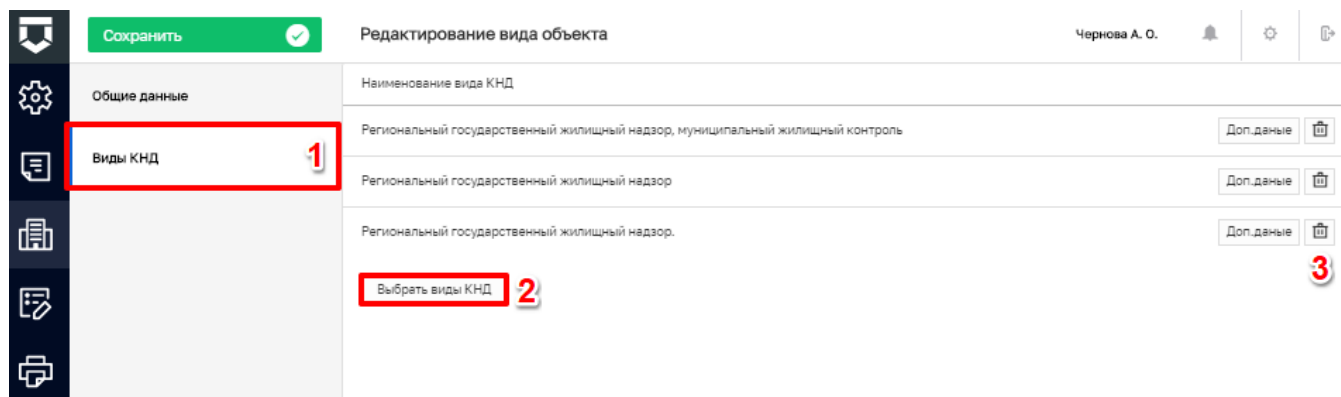 Сохранить
Редактирование вида объекта
Чернова А. О.
Общие данные
Наименование вида КНД
Виды КНД
1
Региональный государственный жилищный надзор, муниципальный жилищный контроль
Доп.даные
Региональный государственный жилищный надзор
Доп.даные
Региональный государственный жилищный надзор.
Доп.даные
3
Выбрать виды КНД
2